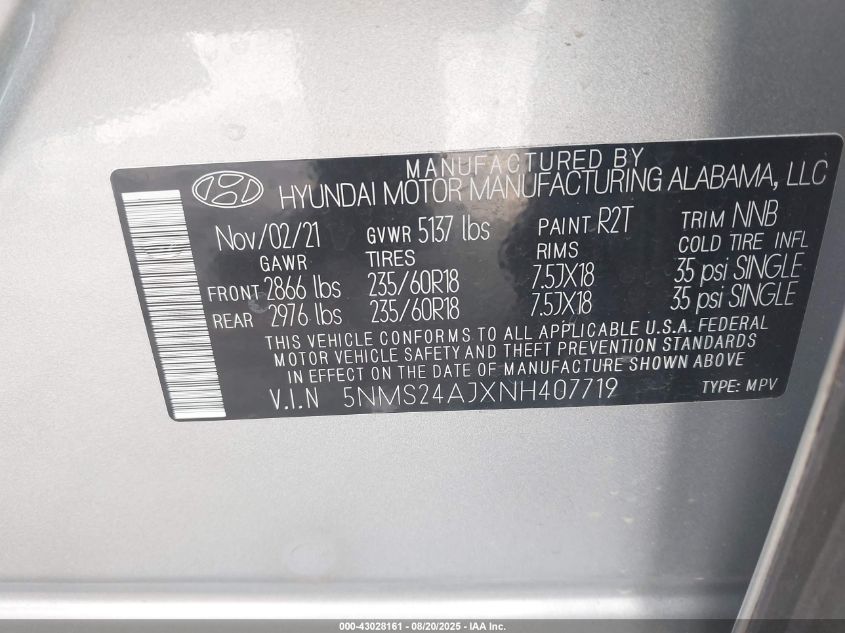 MANUFACTURED BY
HYUNDAI MOTOR MANUFACTURING ALABAMA, LLC
Nov/02/21 GVWR 5137 lbs PAINT R2T TRIM NNB
GAWR TIRES RIMS COLD TIRE INFL
FRONT 2866 lbs 235/60R18 7.5JX18 35 psi SINGLE
REAR 2976 lbs 235/60R18 7.5JX18 35 psi SINGLE
THIS VEHICLE CONFORMS TO ALL APPLICABLE U.S.A. FEDERAL
MOTOR VEHICLE SAFETY AND THEFT PREVENTION STANDARDS
IN EFFECT ON THE DATE OF MANUFACTURE SHOWN ABOVE
V.I.N 5NMS24AJXNH407719 TYPE: MPV
000-43028161 - 08/20/2025 - IAA Inc.